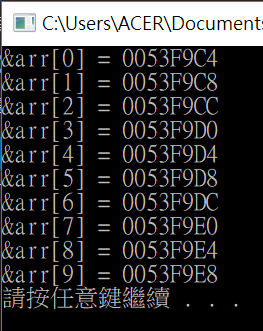 C:\Users\ACER\Documents
&arr[0] = 0053F9C4
&arr[1] = 0053F9C8
&arr[2] = 0053F9CC
&arr[3] = 0053F9D0
&arr[4] = 0053F9D4
&arr[5] = 0053F9D8
&arr[6] = 0053F9DC
&arr[7] = 0053F9E0
&arr[8] = 0053F9E4
&arr[9] = 0053F9E8
請按任意鍵繼續 . . .